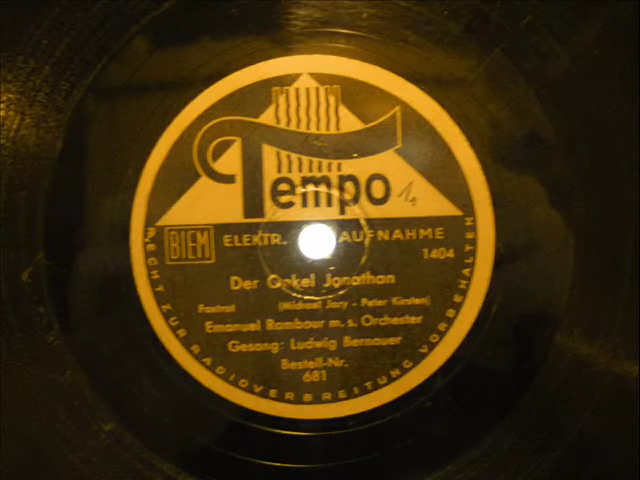 Tempo
BIEM ELEKTR. AUFNAHME
1404
Der Onkel Jonathan
Foxtrot (Michael Jary - Peter Kirsten)
Emanuel Rambour m. s. Orchester
Gesang: Ludwig Bernauer
Bestell-Nr.
681
RECHT ZUR RADIOVERBREITUNG VORBEHALTEN